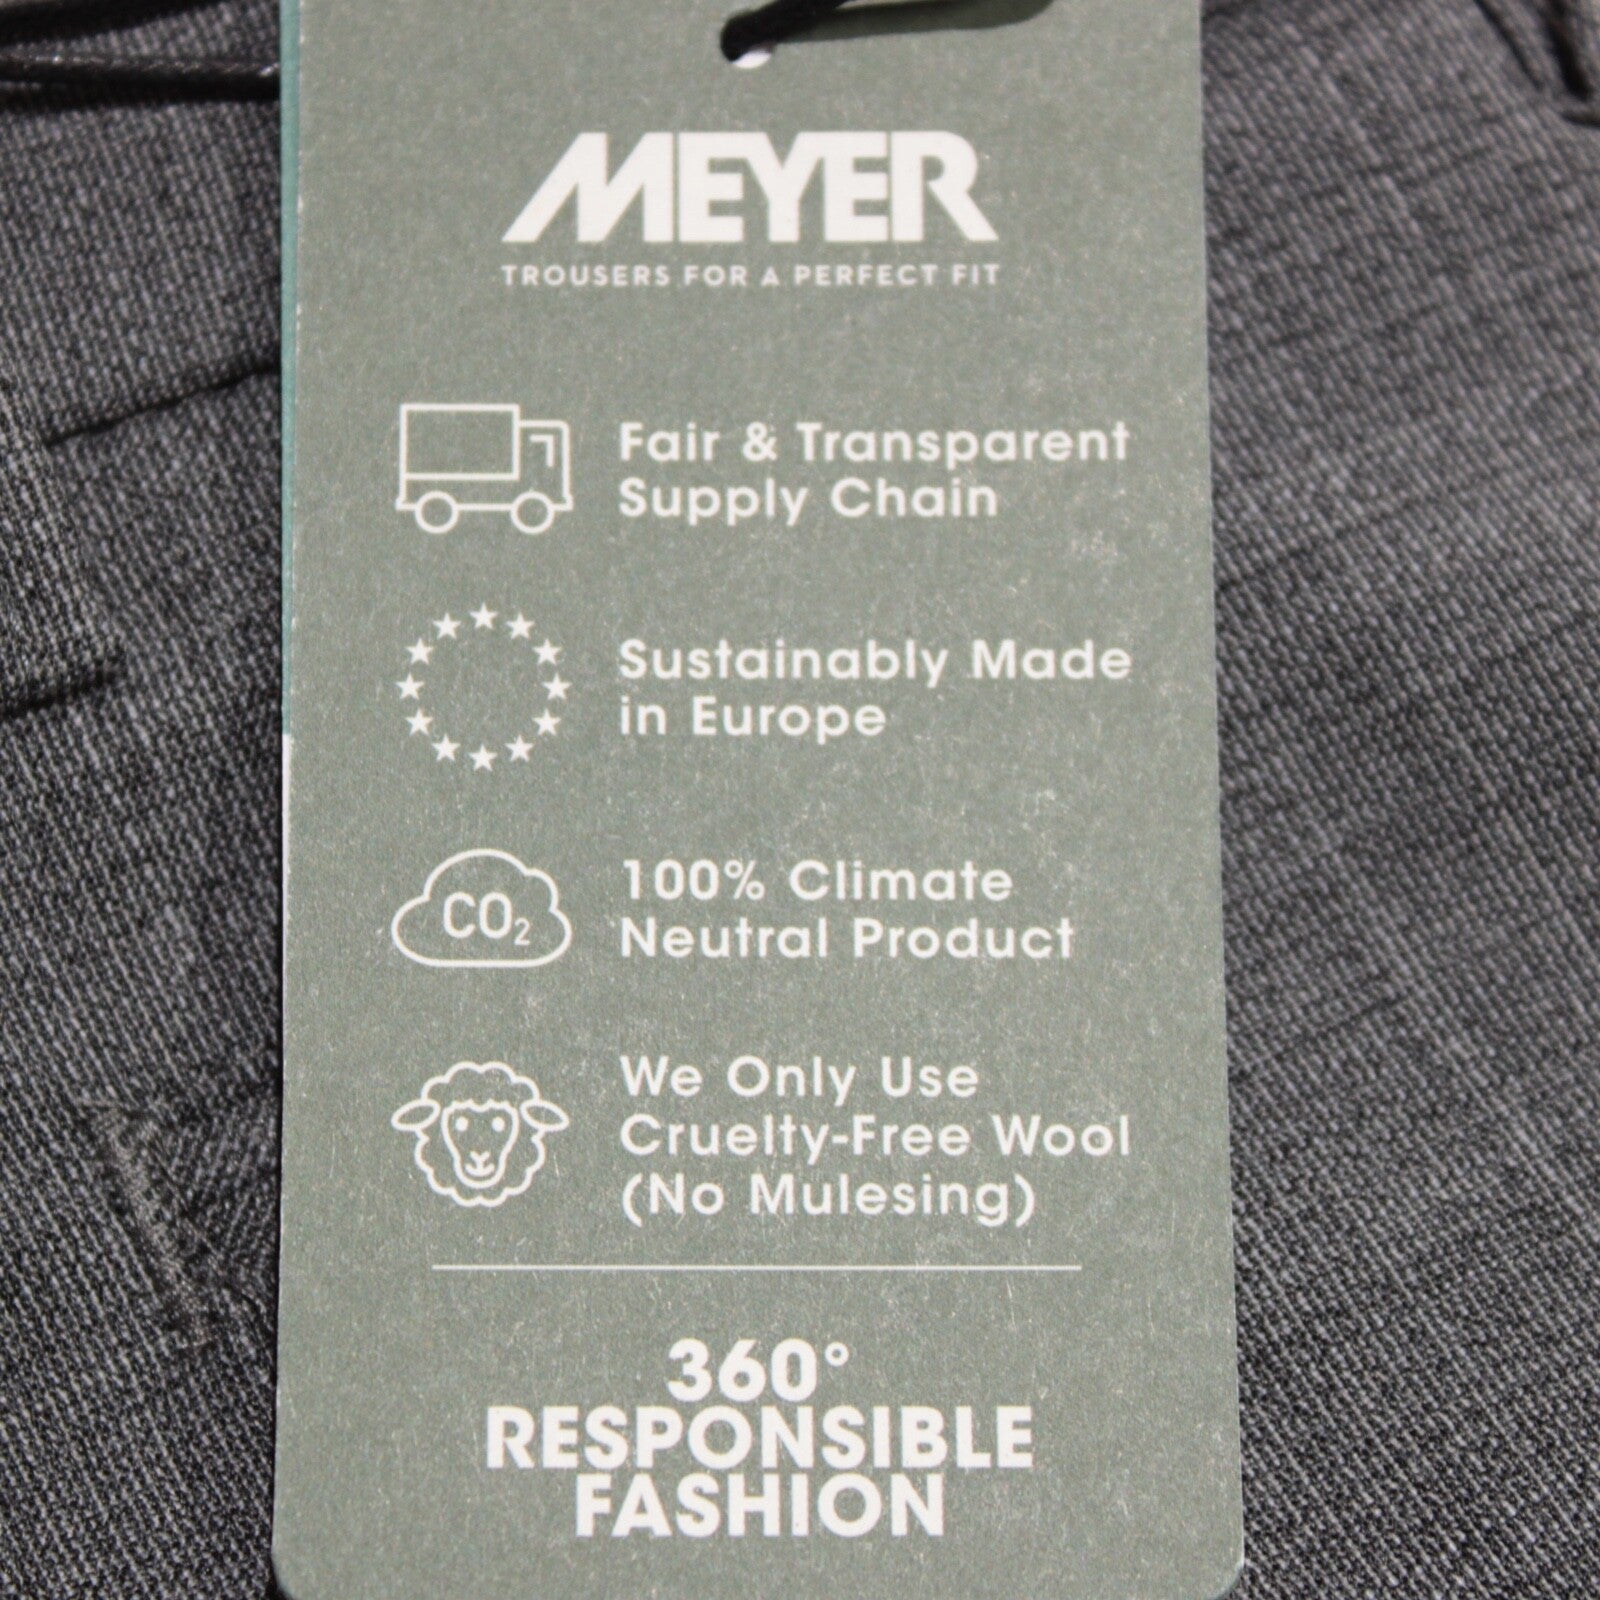 MEYER
TROUSERS FOR A PERFECT FIT
Fair & Transparent
Supply Chain
Sustainably Made
in Europe
CO₂
100% Climate
Neutral Product
We Only Use
Cruelty-Free Wool
(No Mulesing)
360°
RESPONSIBLE
FASHION